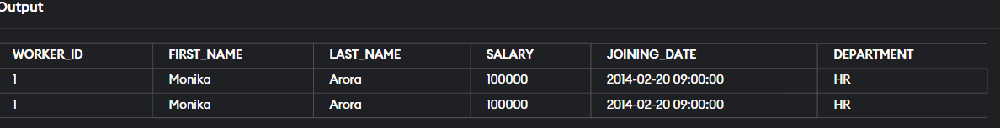 Output
WORKER_ID FIRST_NAME LAST_NAME SALARY JOINING_DATE DEPARTMENT
1 Monika Arora 100000 2014-02-20 09:00:00 HR
1 Monika Arora 100000 2014-02-20 09:00:00 HR